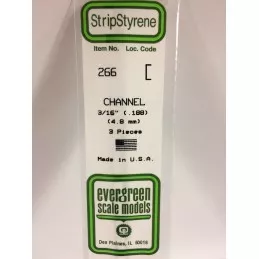 StripStyrene
Item No. Loc. Code
266 [
CHANNEL
3/16" (.188)
(4.8 mm)
3 Pieces
Made in U.S.A.
evergreen
scale models
Des Plaines, IL 60018